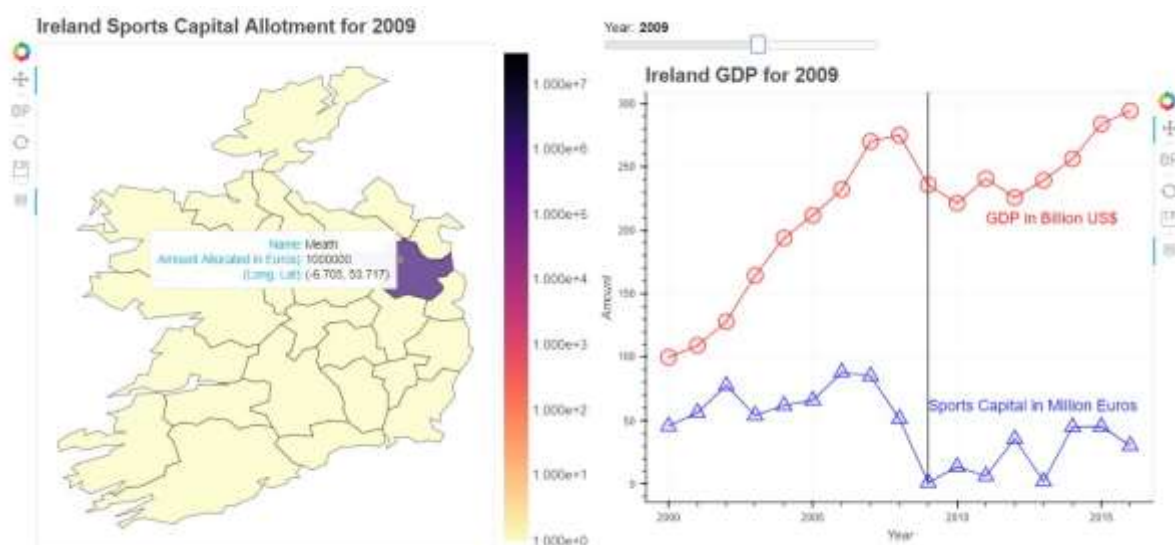 Ireland Sports Capital Allotment for 2009
Name: Meath
Amount Allocated in Euros): 1000000
(Long, Lat) (-6.705, 53.717)
1.000e+7
1.000e+6
1.000e+5
1.000e+4
1.000e+3
1.000e+2
1.000e+1
1.000e+0
Year: 2009
Ireland GDP for 2009
300
250
200
150
100
50
0
Amount
GDP in Billion US$
Sports Capital in Million Euros
2000
2005
2010
2015
Year